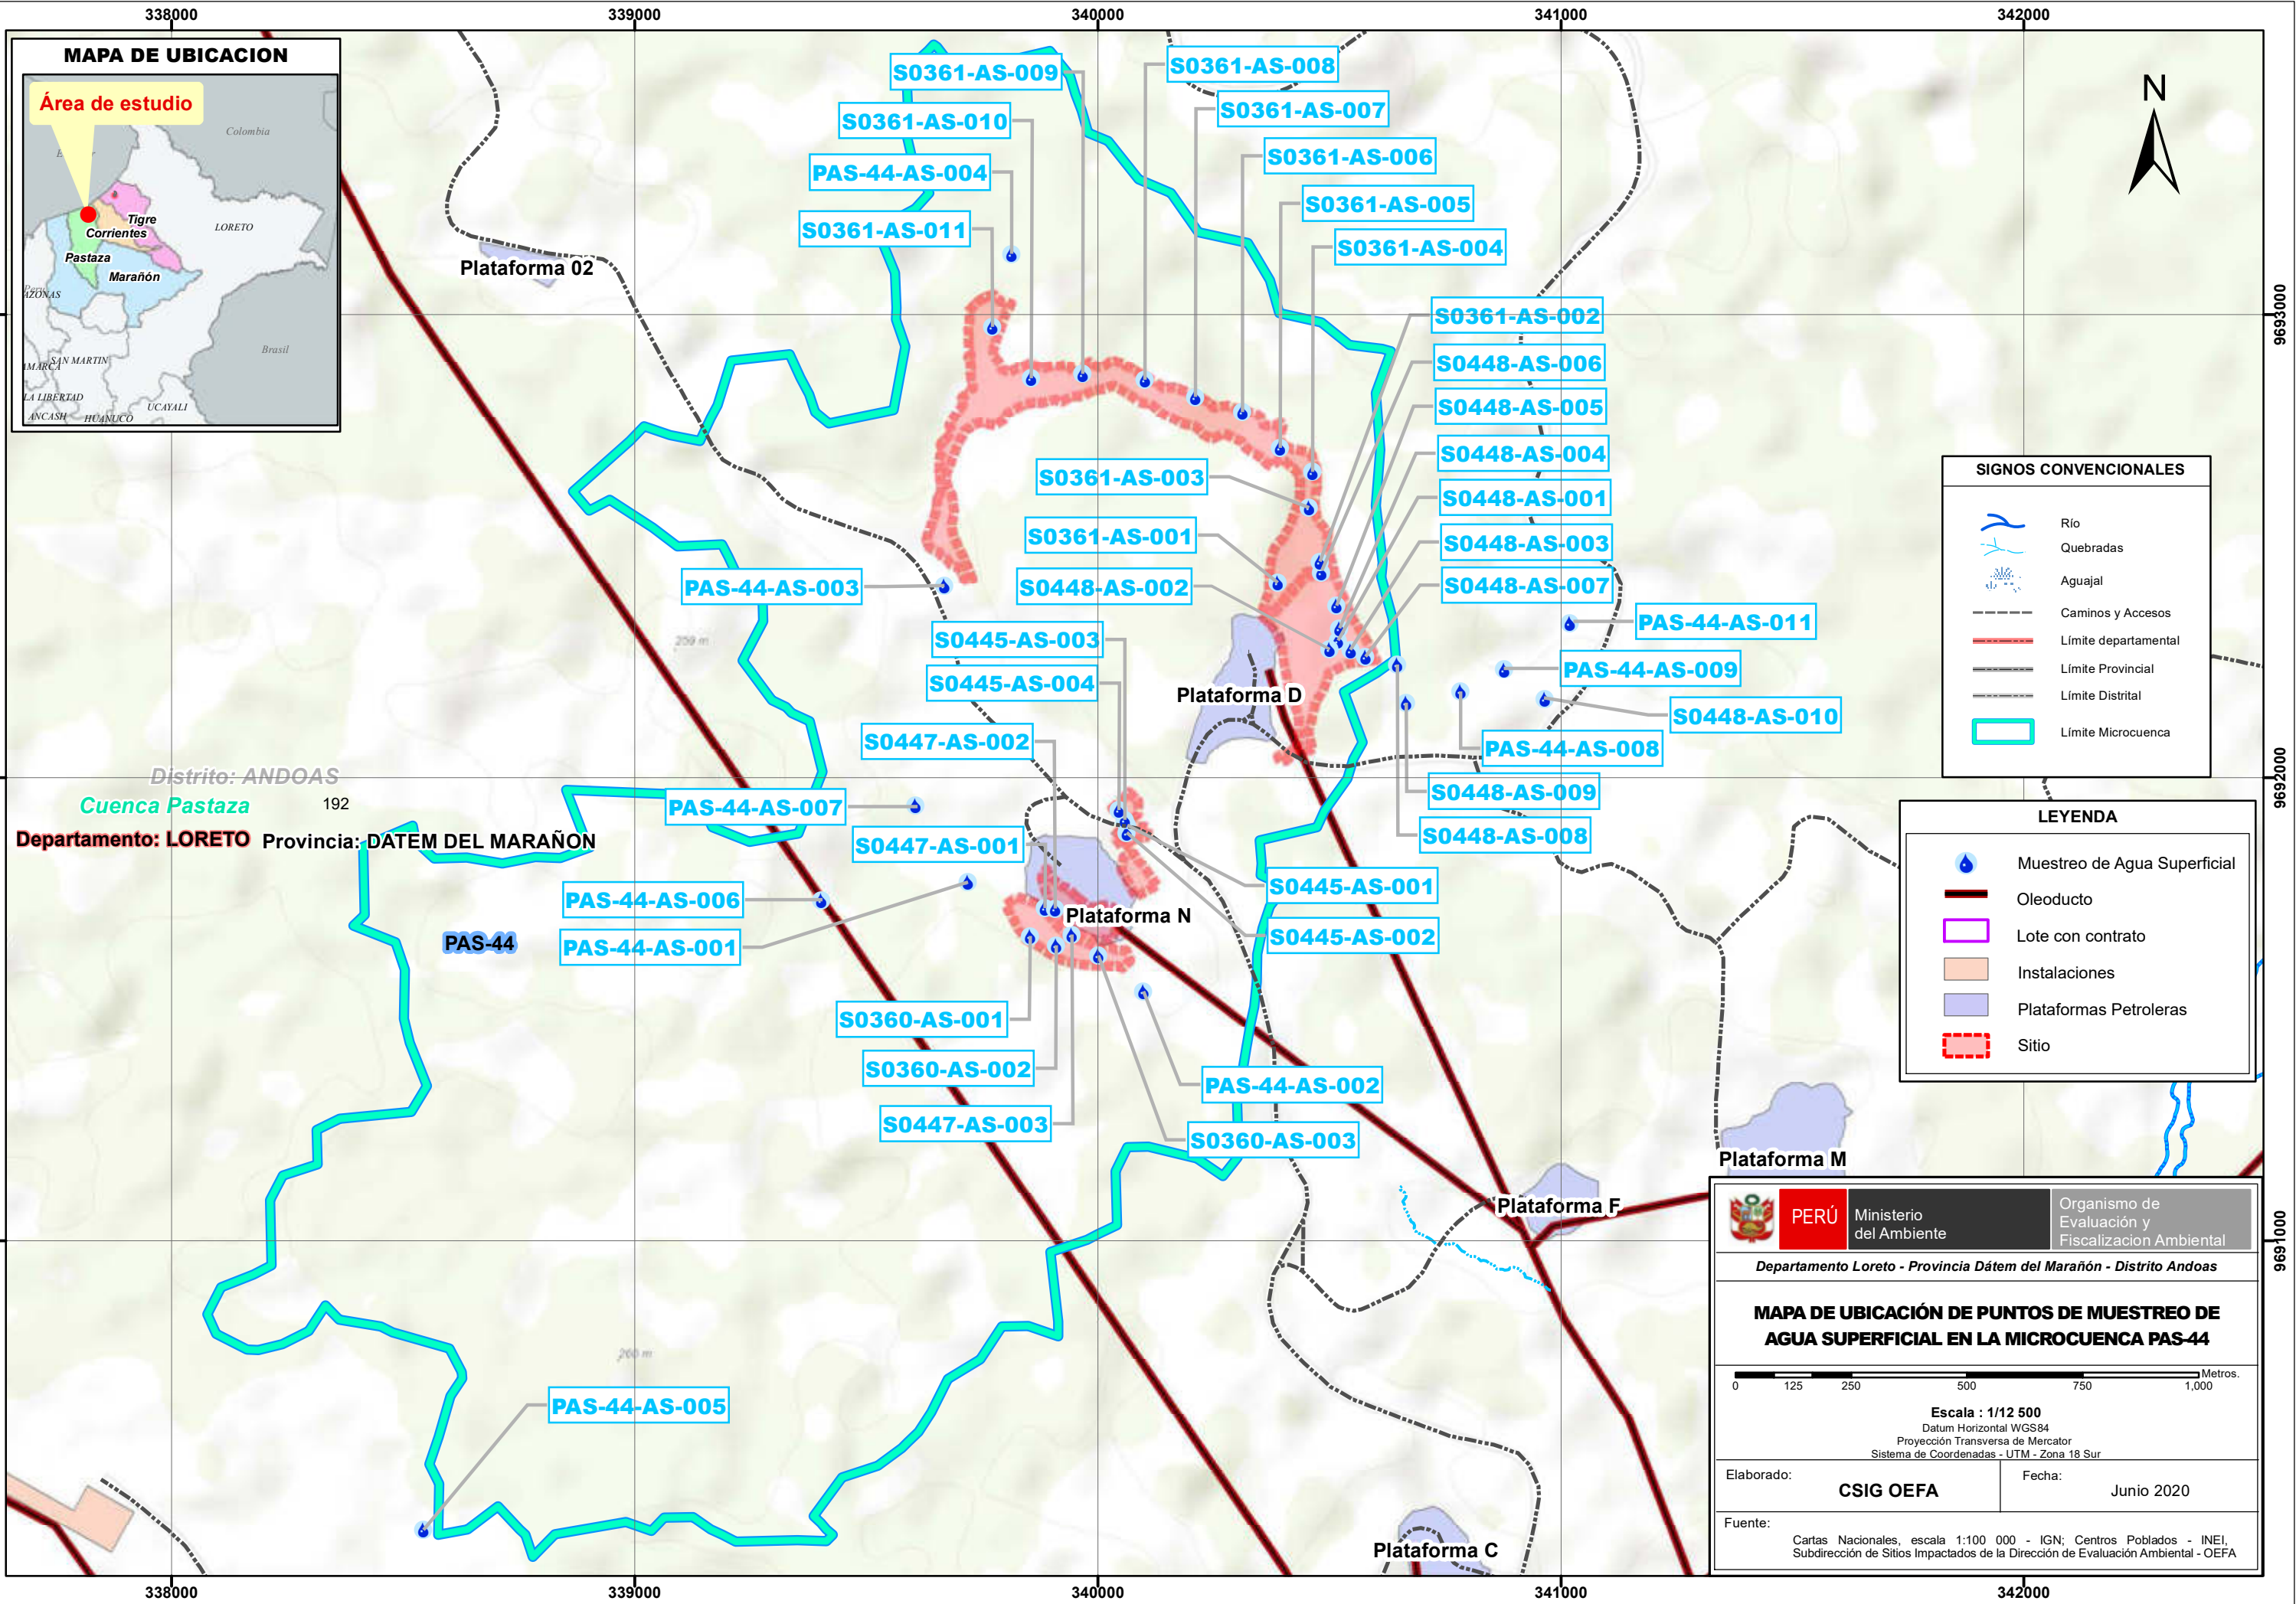 338000
339000
340000
341000
342000
MAPA DE UBICACION
Área de estudio
Colombia
Tigre
LORETO
Corrientes
Pastaza
Marañón
AZONAS
SAN MARTIN
Brasil
LA LIBERTAD
UCAYALI
ANCASH
HUÁNUCO
N
S0361-AS-009
S0361-AS-008
S0361-AS-010
S0361-AS-007
PAS-44-AS-004
S0361-AS-006
S0361-AS-011
S0361-AS-005
S0361-AS-004
Plataforma 02
S0361-AS-002
9693000
S0448-AS-006
S0448-AS-005
S0448-AS-004
S0361-AS-003
S0448-AS-001
S0361-AS-001
S0448-AS-003
PAS-44-AS-003
S0448-AS-002
S0448-AS-007
259 m
S0445-AS-003
PAS-44-AS-011
S0445-AS-004
PAS-44-AS-009
Plataforma D
S0448-AS-010
S0447-AS-002
PAS-44-AS-008
Distrito: ANDOAS
Cuenca Pastaza
192
PAS-44-AS-007
S0448-AS-009
9692000
Departamento: LORETO
Provincia: DATEM DEL MARAÑON
S0447-AS-001
S0448-AS-008
PAS-44-AS-006
S0445-AS-001
Plataforma N
PAS-44
PAS-44-AS-001
S0445-AS-002
S0360-AS-001
S0360-AS-002
PAS-44-AS-002
S0447-AS-003
S0360-AS-003
Plataforma M
Plataforma F
9691000
260 m
PAS-44-AS-005
Plataforma C
SIGNOS CONVENCIONALES
Río
Quebradas
Aguajal
Caminos y Accesos
Límite departamental
Límite Provincial
Límite Distrital
Límite Microcuenca
LEYENDA
Muestreo de Agua Superficial
Oleoducto
Lote con contrato
Instalaciones
Plataformas Petroleras
Sitio
PERÚ
Ministerio
del Ambiente
Organismo de
Evaluación y
Fiscalizacion Ambiental
Departamento Loreto - Provincia Dátem del Marañón - Distrito Andoas
MAPA DE UBICACIÓN DE PUNTOS DE MUESTREO DE
AGUA SUPERFICIAL EN LA MICROCUENCA PAS-44
Metros.
0 125 250 500 750 1,000
Escala : 1/12 500
Datum Horizontal WGS84
Proyección Transversa de Mercator
Sistema de Coordenadas - UTM - Zona 18 Sur
Elaborado:
CSIG OEFA
Fecha:
Junio 2020
Fuente:
Cartas Nacionales, escala 1:100 000 - IGN; Centros Poblados - INEI,
Subdirección de Sitios Impactados de la Dirección de Evaluación Ambiental - OEFA
338000
339000
340000
341000
342000